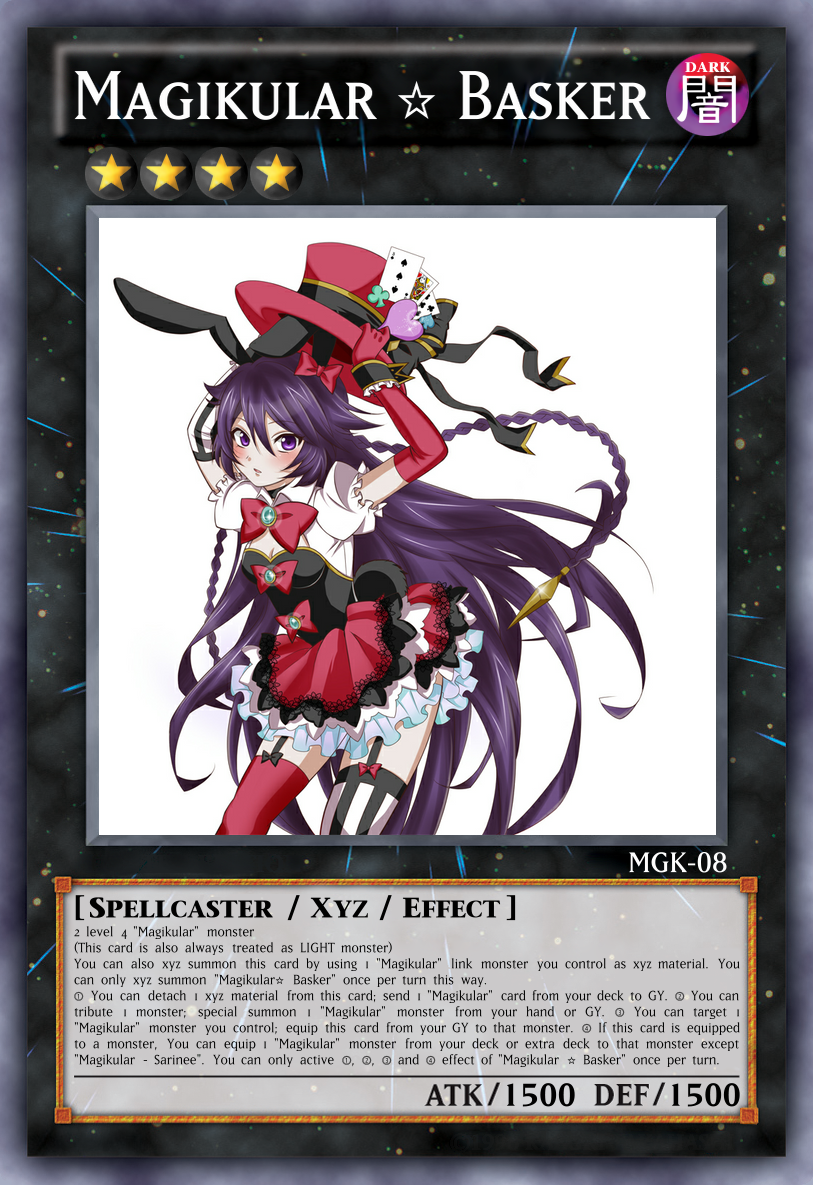 Magikular ☆ Basker
DARK
闇
MGK-08
[Spellcaster / Xyz / Effect]
2 level 4 "Magikular" monster
(This card is also always treated as LIGHT monster)
You can also xyz summon this card by using 1 "Magikular" link monster you control as xyz material. You
can only xyz summon "Magikular☆ Basker" once per turn this way.
① You can detach 1 xyz material from this card; send 1 "Magikular" card from your deck to GY. ② You can
tribute 1 monster; special summon 1 "Magikular" monster from your hand or GY. ③ You can target 1
"Magikular" monster you control; equip this card from your GY to that monster. ④ If this card is equipped
to a monster, You can equip 1 "Magikular" monster from your deck or extra deck to that monster except
"Magikular - Sarinee". You can only active ①, ②, ③ and ④ effect of "Magikular ☆ Basker" once per turn.
ATK/1500 DEF/1500